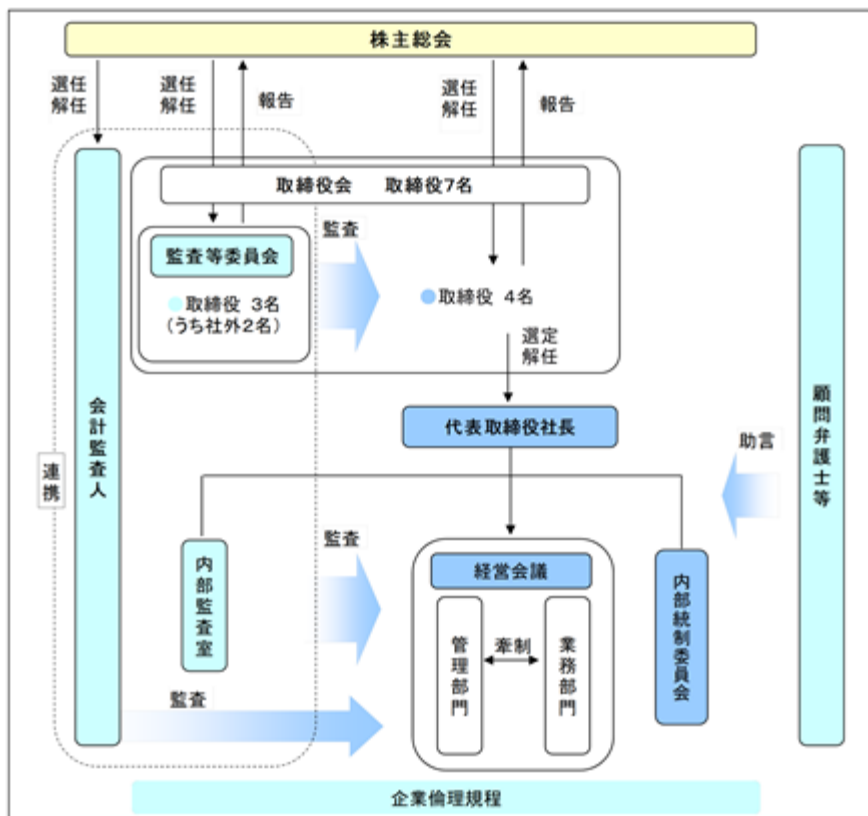 株主総会
選任
解任
選任
解任
報告
選任
解任
報告
取締役会　取締役7名
監査等委員会
監査
取締役 3名
(うち社外2名)
取締役 4名
選定
解任
会計監査人
代表取締役社長
顧問弁護士等
助言
連携
内部監査室
監査
経営会議
内部統制委員会
管理部門
牽制
業務部門
監査
企業倫理規程